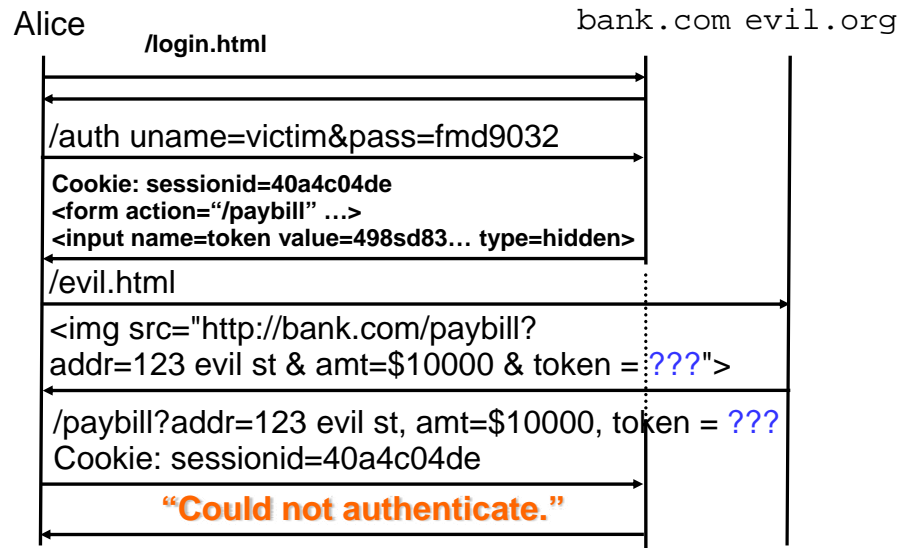 Alice
bank.com evil.org
/login.html
/auth uname=victim&pass=fmd9032
Cookie: sessionid=40a4c04de
<form action=“/paybill” …>
<input name=token value=498sd83… type=hidden>
/evil.html
<img src="http://bank.com/paybill?
addr=123 evil st & amt=$10000 & token = ???">
/paybill?addr=123 evil st, amt=$10000, token = ???
Cookie: sessionid=40a4c04de
“Could not authenticate.”